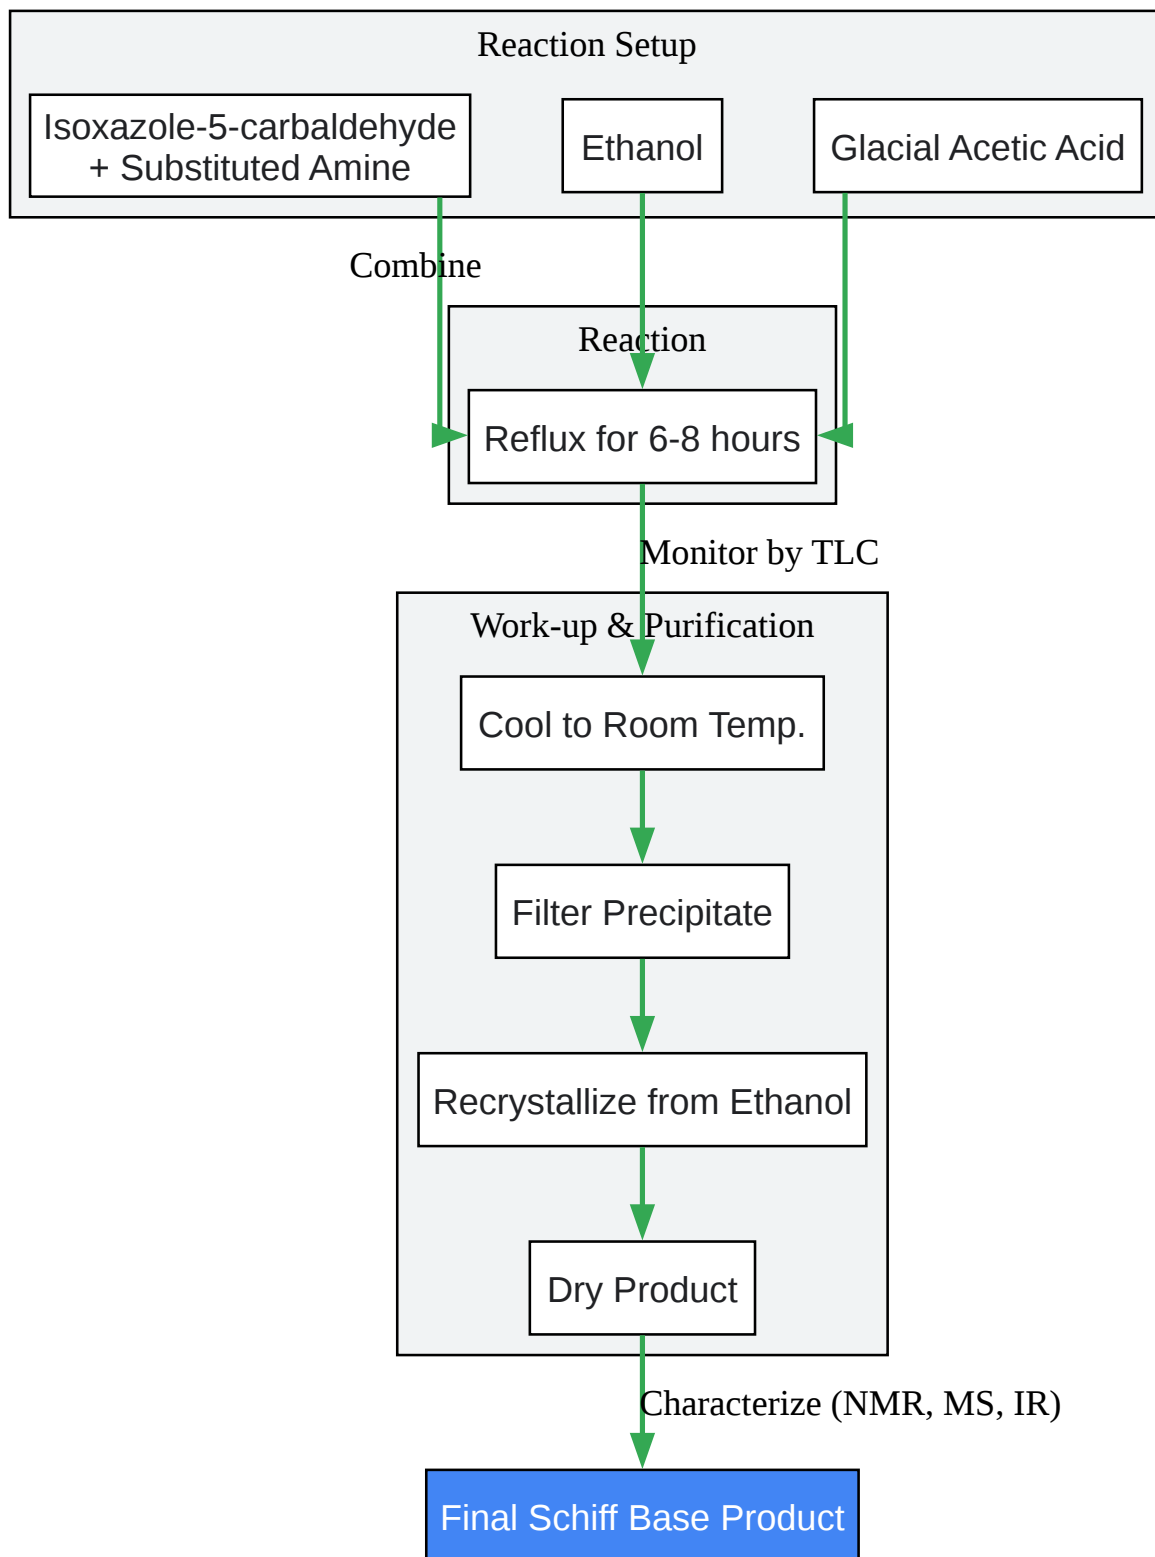 Reaction Setup
Isoxazole-5-carbaldehyde
+ Substituted Amine
Ethanol
Glacial Acetic Acid
Combine
Reaction
Reflux for 6-8 hours
Monitor by TLC
Work-up & Purification
Cool to Room Temp.
Filter Precipitate
Recrystallize from Ethanol
Dry Product
Characterize (NMR, MS, IR)
Final Schiff Base Product